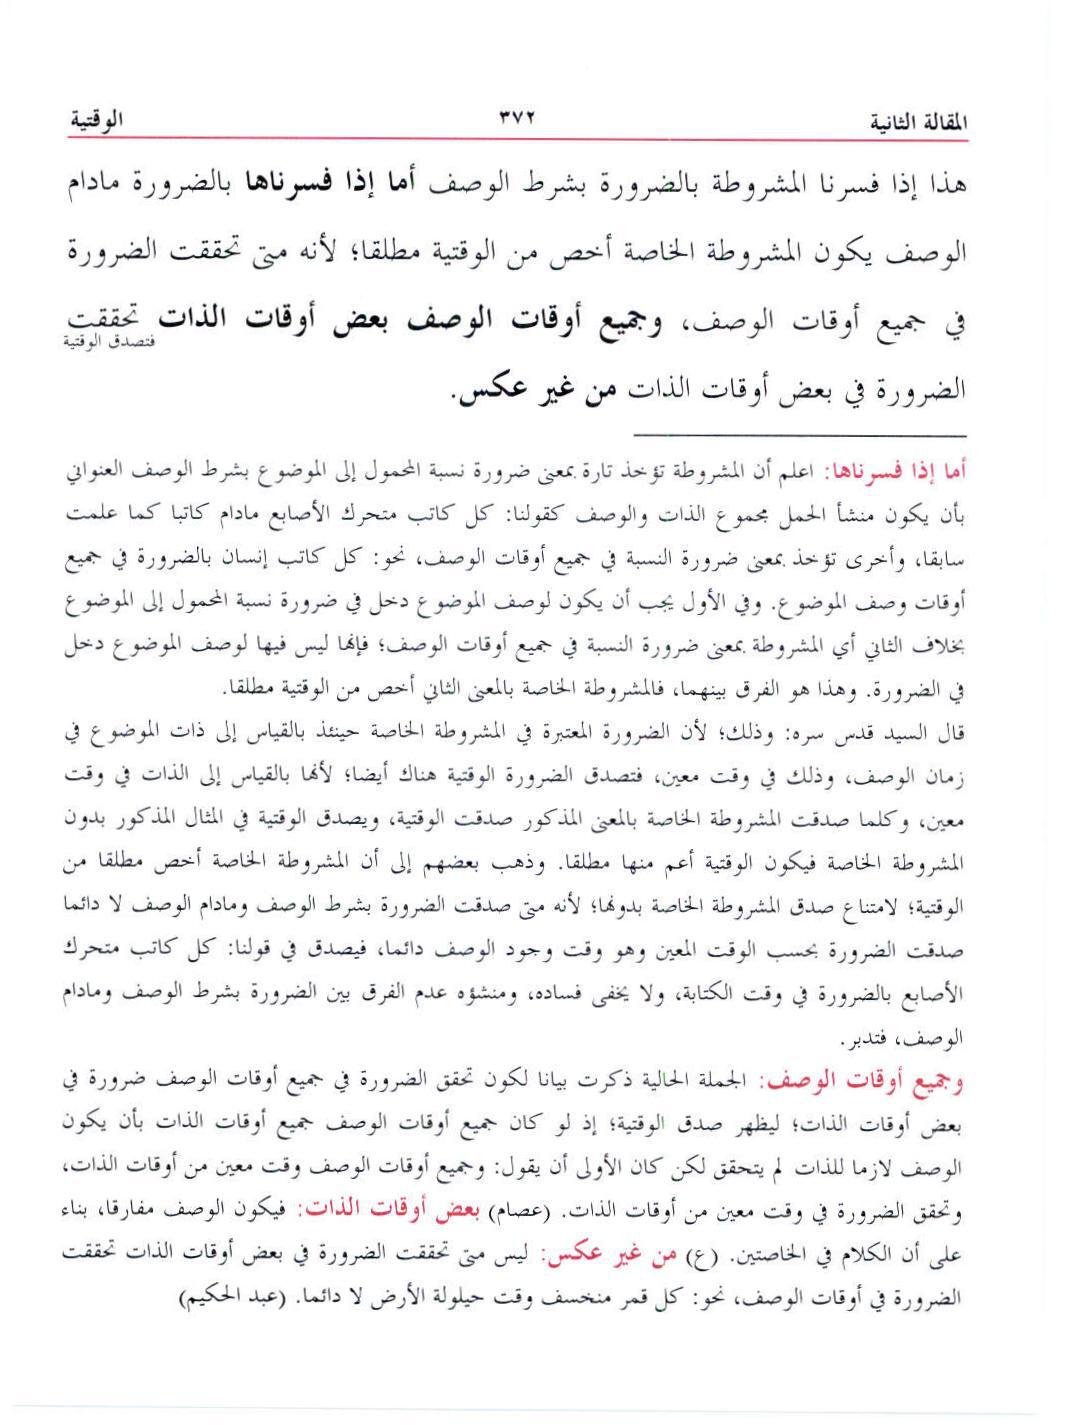 المقالة الثانية ٣٧٢ الوقتية
هذا إذا فسرنا المشروطة بالضرورة بشرط الوصف أما إذا فسرناها بالضرورة مادام
الوصف يكون المشروطة الخاصة أخص من الوقتية مطلقا؛ لأنه متى تحققت الضرورة
في جميع أوقات الوصف، وجميع أوقات الوصف بعض أوقات الذات تحققت
فتصدق الوقتية
الضرورة في بعض أوقات الذات من غير عكس.
أما إذا فسرناها: اعلم أن المشروطة تؤخذ تارة بمعنى ضرورة نسبة المحمول إلى الموضوع بشرط الوصف العنواني
بأن يكون منشأ الحمل مجموع الذات والوصف كقولنا: كل كاتب متحرك الأصابع مادام كاتبا كما علمت
سابقا، وأخرى تؤخذ بمعنى ضرورة النسبة في جميع أوقات الوصف، نحو: كل كاتب إنسان بالضرورة في جميع
أوقات وصف الموضوع. وفي الأول يجب أن يكون لوصف الموضوع دخل في ضرورة نسبة المحمول إلى الموضوع
بخلاف الثاني أي المشروطة بمعنى ضرورة النسبة في جميع أوقات الوصف؛ فإنها ليس فيها لوصف الموضوع دخل
في الضرورة. وهذا هو الفرق بينهما، فالمشروطة الخاصة بالمعنى الثاني أخص من الوقتية مطلقا.
قال السيد قدس سره: وذلك؛ لأن الضرورة المعتبرة في المشروطة الخاصة حينئذ بالقياس إلى ذات الموضوع في
زمان الوصف، وذلك في وقت معين، فتصدق الضرورة الوقتية هناك أيضا؛ لأنها بالقياس إلى الذات في وقت
معين، وكلما صدقت المشروطة الخاصة بالمعنى المذكور صدقت الوقتية، ويصدق الوقتية في المثال المذكور بدون
المشروطة الخاصة فيكون الوقتية أعم منها مطلقا. وذهب بعضهم إلى أن المشروطة الخاصة أخص مطلقا من
الوقتية؛ لامتناع صدق المشروطة الخاصة بدونها؛ لأنه متى صدقت الضرورة بشرط الوصف ومادام الوصف لا دائما
صدقت الضرورة بحسب الوقت المعين وهو وقت وجود الوصف دائما، فيصدق في قولنا: كل كاتب متحرك
الأصابع بالضرورة في وقت الكتابة، ولا يخفى فساده، ومنشؤه عدم الفرق بين الضرورة بشرط الوصف ومادام
الوصف، فتدبر.
وجميع أوقات الوصف: الجملة الحالية ذكرت بيانا لكون تحقق الضرورة في جميع أوقات الوصف ضرورة في
بعض أوقات الذات؛ ليظهر صدق الوقتية؛ إذ لو كان جميع أوقات الوصف جميع أوقات الذات بأن يكون
الوصف لازما للذات لم يتحقق لكن كان الأولى أن يقول: وجميع أوقات الوصف وقت معين من أوقات الذات،
وتحقق الضرورة في وقت معين من أوقات الذات. (عصام) بعض أوقات الذات: فيكون الوصف مفارقا، بناء
على أن الكلام في الخاصتين. (ع) من غير عكس: ليس متى تحققت الضرورة في بعض أوقات الذات تحققت
الضرورة في أوقات الوصف، نحو: كل قمر منخسف وقت حيلولة الأرض لا دائما. (عبد الحكيم)